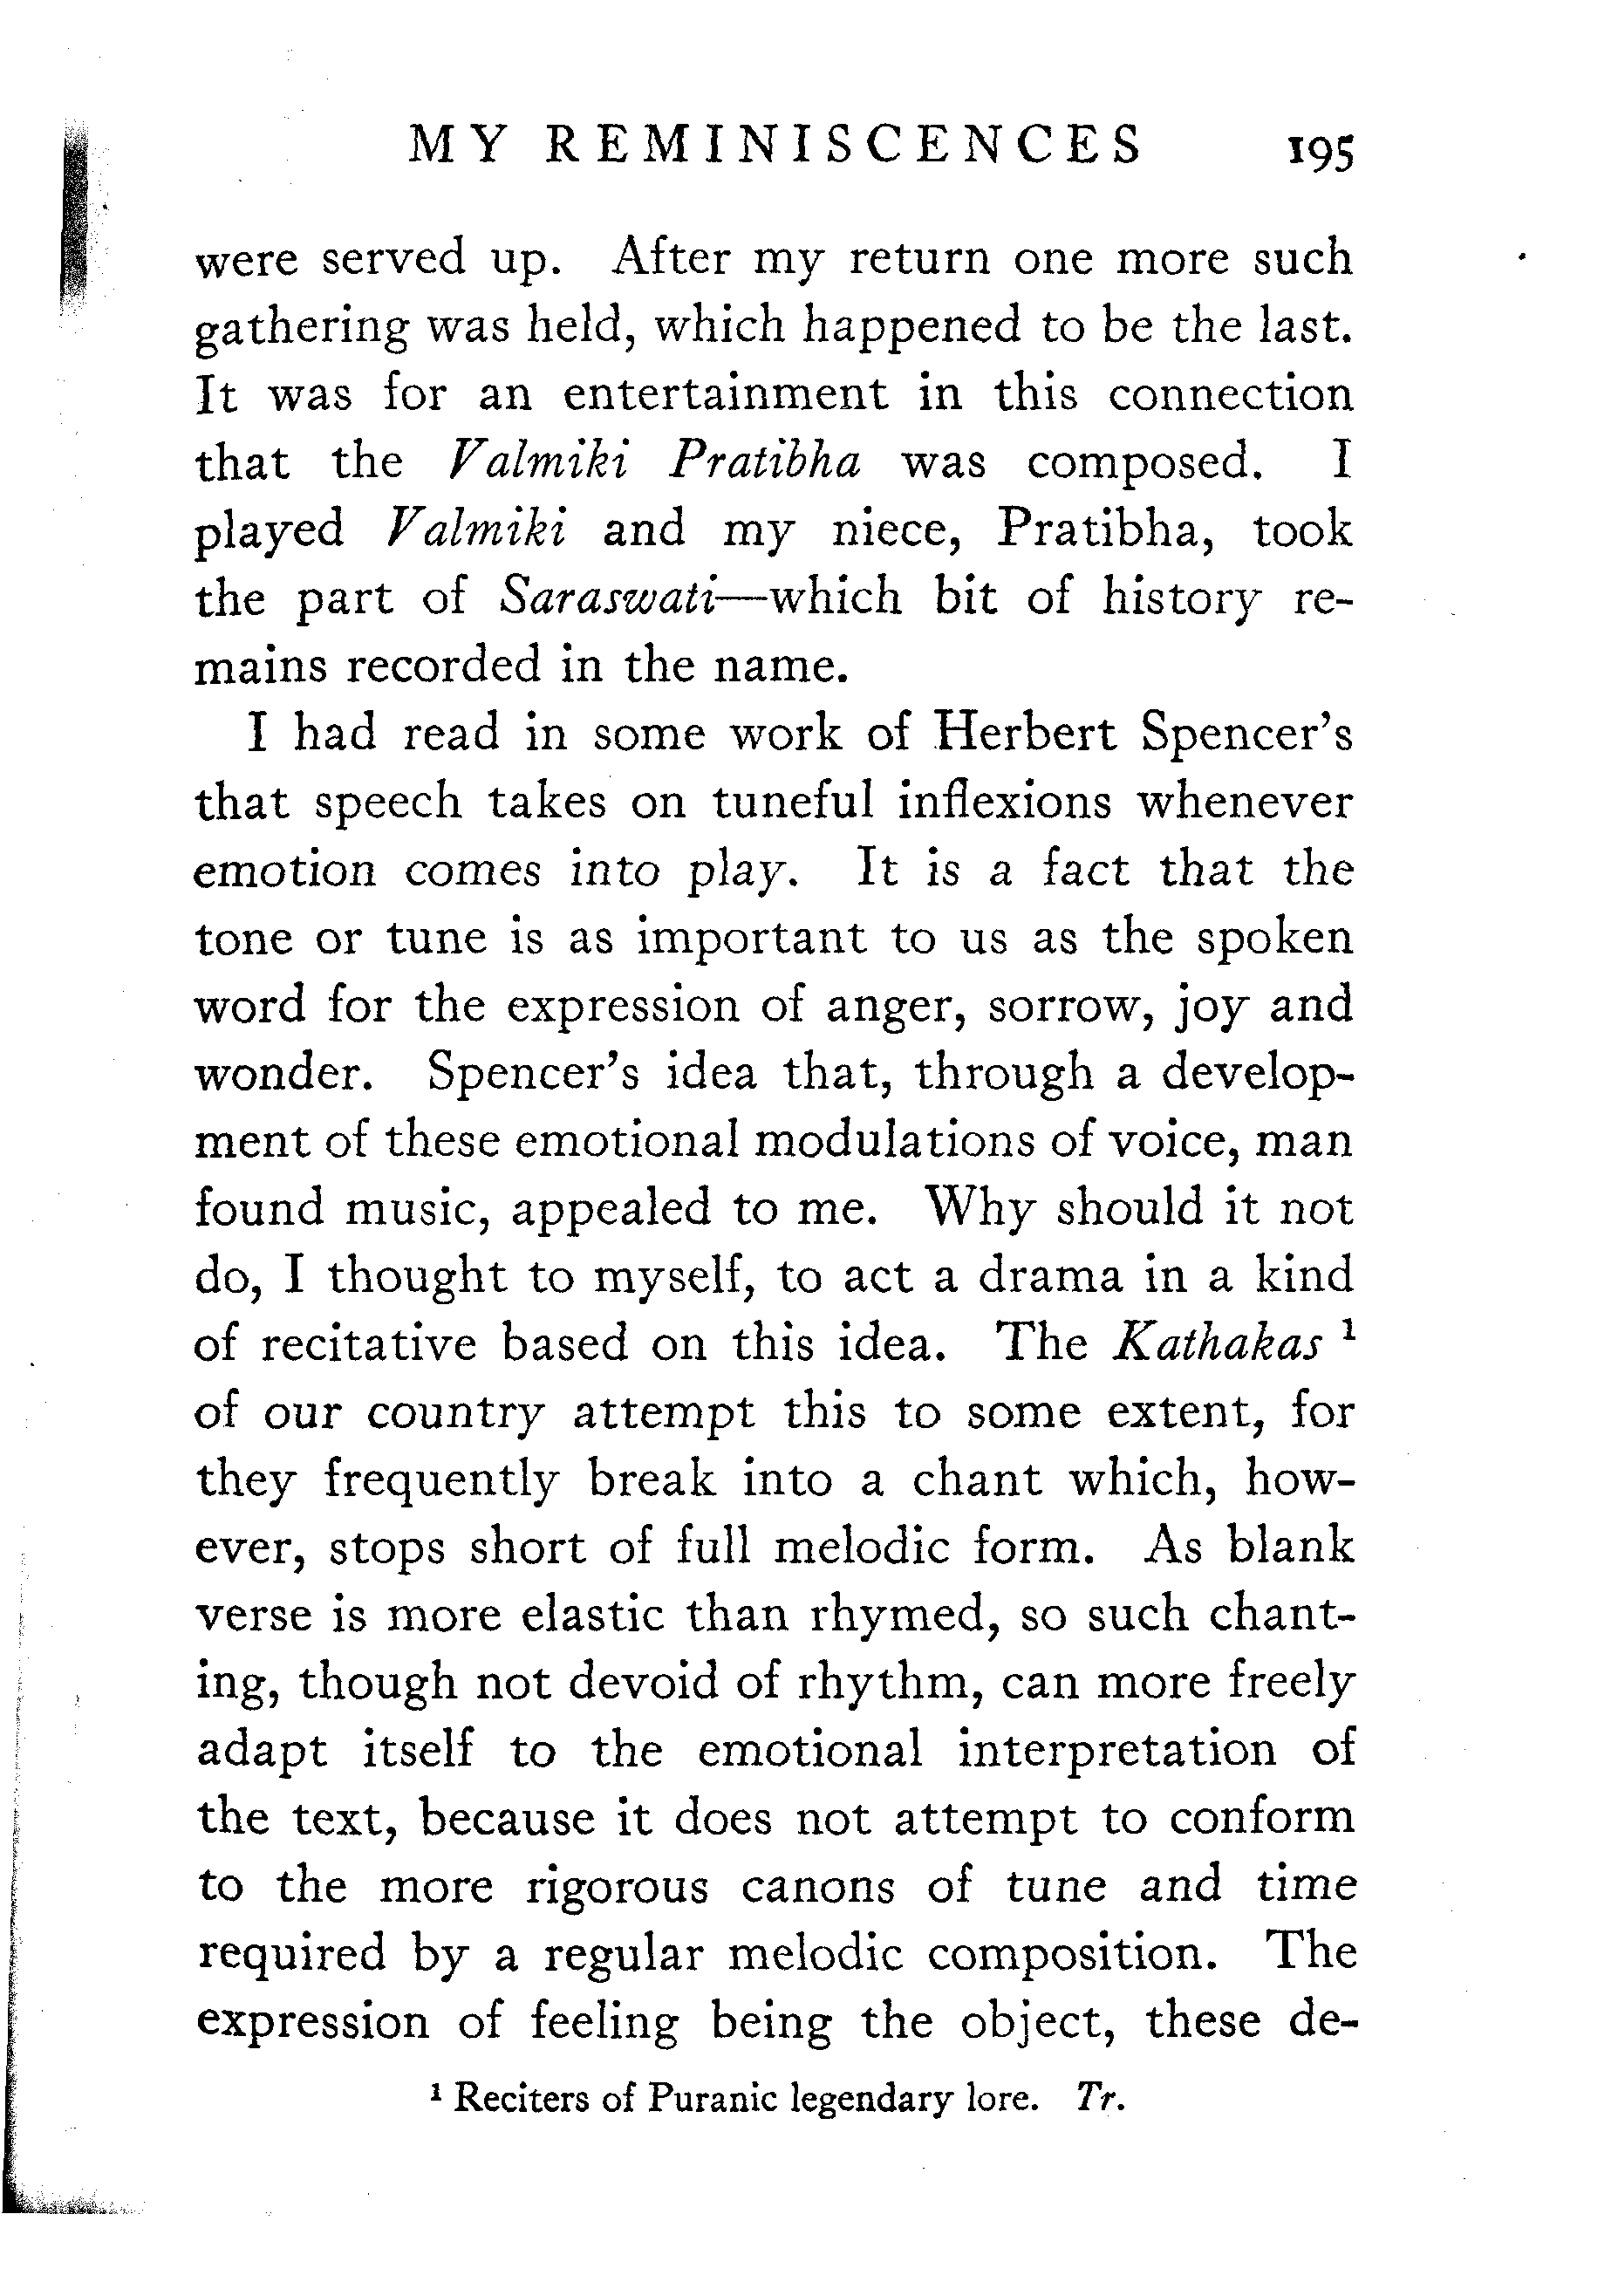 MY REMINISCENCES 195
were served up. After my return one more such
gathering was held, which happened to be the last.
It was for an entertainment in this connection
that the Valmiki Pratibha was composed. I
played Valmiki and my niece, Pratibha, took
the part of Saraswati—which bit of history re-
mains recorded in the name.
I had read in some work of Herbert Spencer's
that speech takes on tuneful inflexions whenever
emotion comes into play. It is a fact that the
tone or tune is as important to us as the spoken
word for the expression of anger, sorrow, joy and
wonder. Spencer's idea that, through a develop-
ment of these emotional modulations of voice, man
found music, appealed to me. Why should it not
do, I thought to myself, to act a drama in a kind
of recitative based on this idea. The Kathakas ¹
of our country attempt this to some extent, for
they frequently break into a chant which, how-
ever, stops short of full melodic form. As blank
verse is more elastic than rhymed, so such chant-
ing, though not devoid of rhythm, can more freely
adapt itself to the emotional interpretation of
the text, because it does not attempt to conform
to the more rigorous canons of tune and time
required by a regular melodic composition. The
expression of feeling being the object, these de-
¹ Reciters of Puranic legendary lore. Tr.